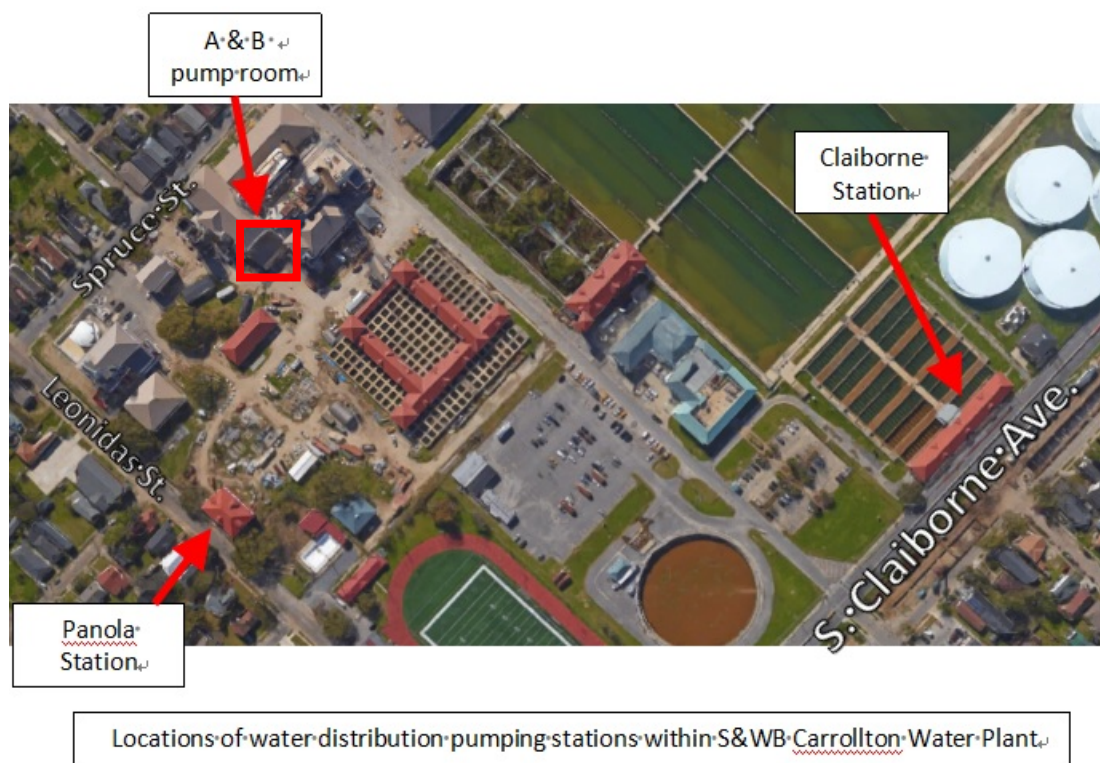 A & B
pump room
Claiborne
Station
Spruce St.
Leonidas St.
Panola
Station
S. Claiborne Ave.
Locations of water distribution pumping stations within S&WB Carrollton Water Plant